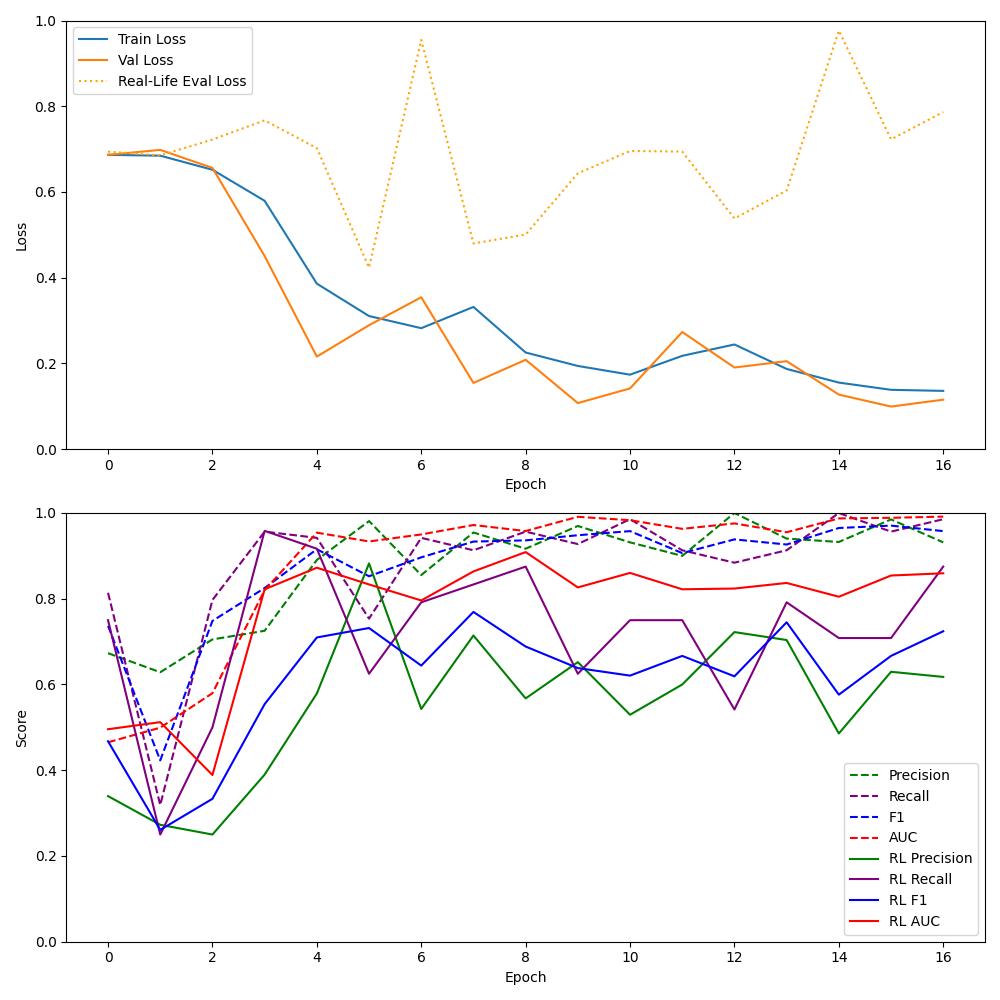 1.0
0.8
0.6
0.4
0.2
0.0
Loss
Train Loss
Val Loss
Real-Life Eval Loss
0 2 4 6 8 10 12 14 16
Epoch
1.0
0.8
0.6
0.4
0.2
0.0
Score
Precision
Recall
F1
AUC
RL Precision
RL Recall
RL F1
RL AUC
0 2 4 6 8 10 12 14 16
Epoch